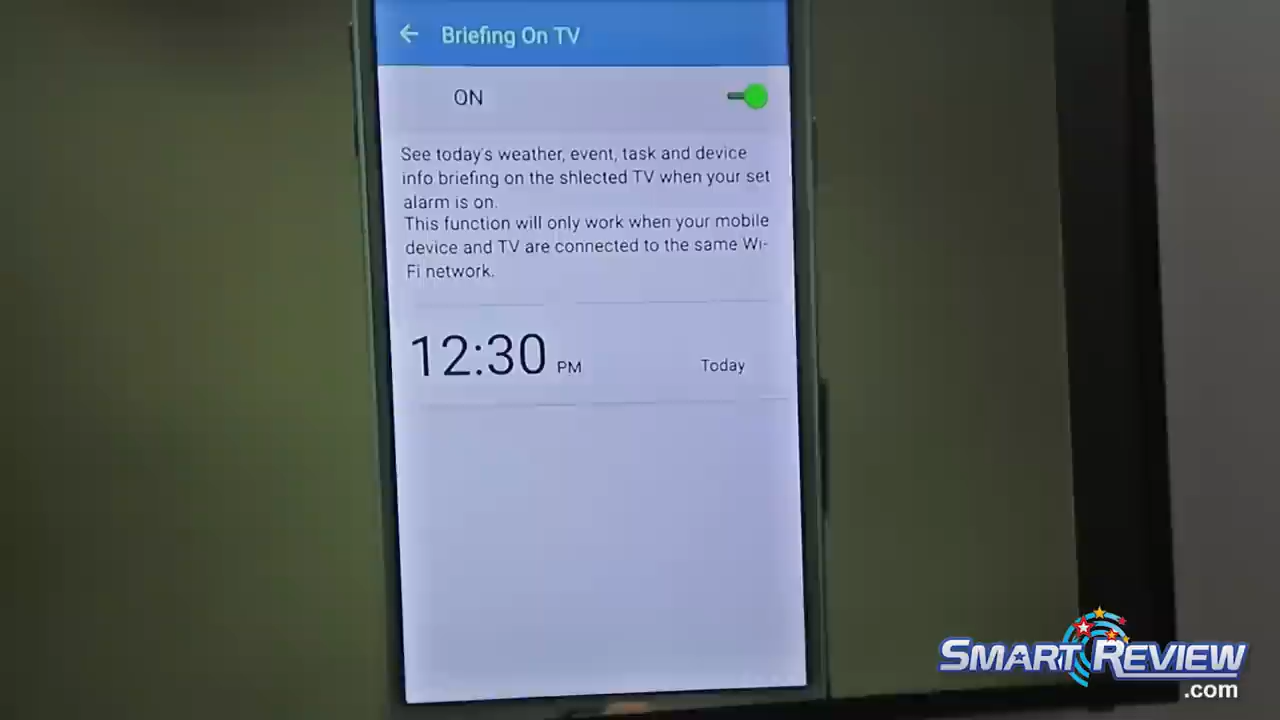 Briefing On TV
ON
See today's weather, event, task and device
info briefing on the shlected TV when your set
alarm is on.
This function will only work when your mobile
device and TV are connected to the same Wi-
Fi network.
12:30 PM Today
SMART REVIEW
.com